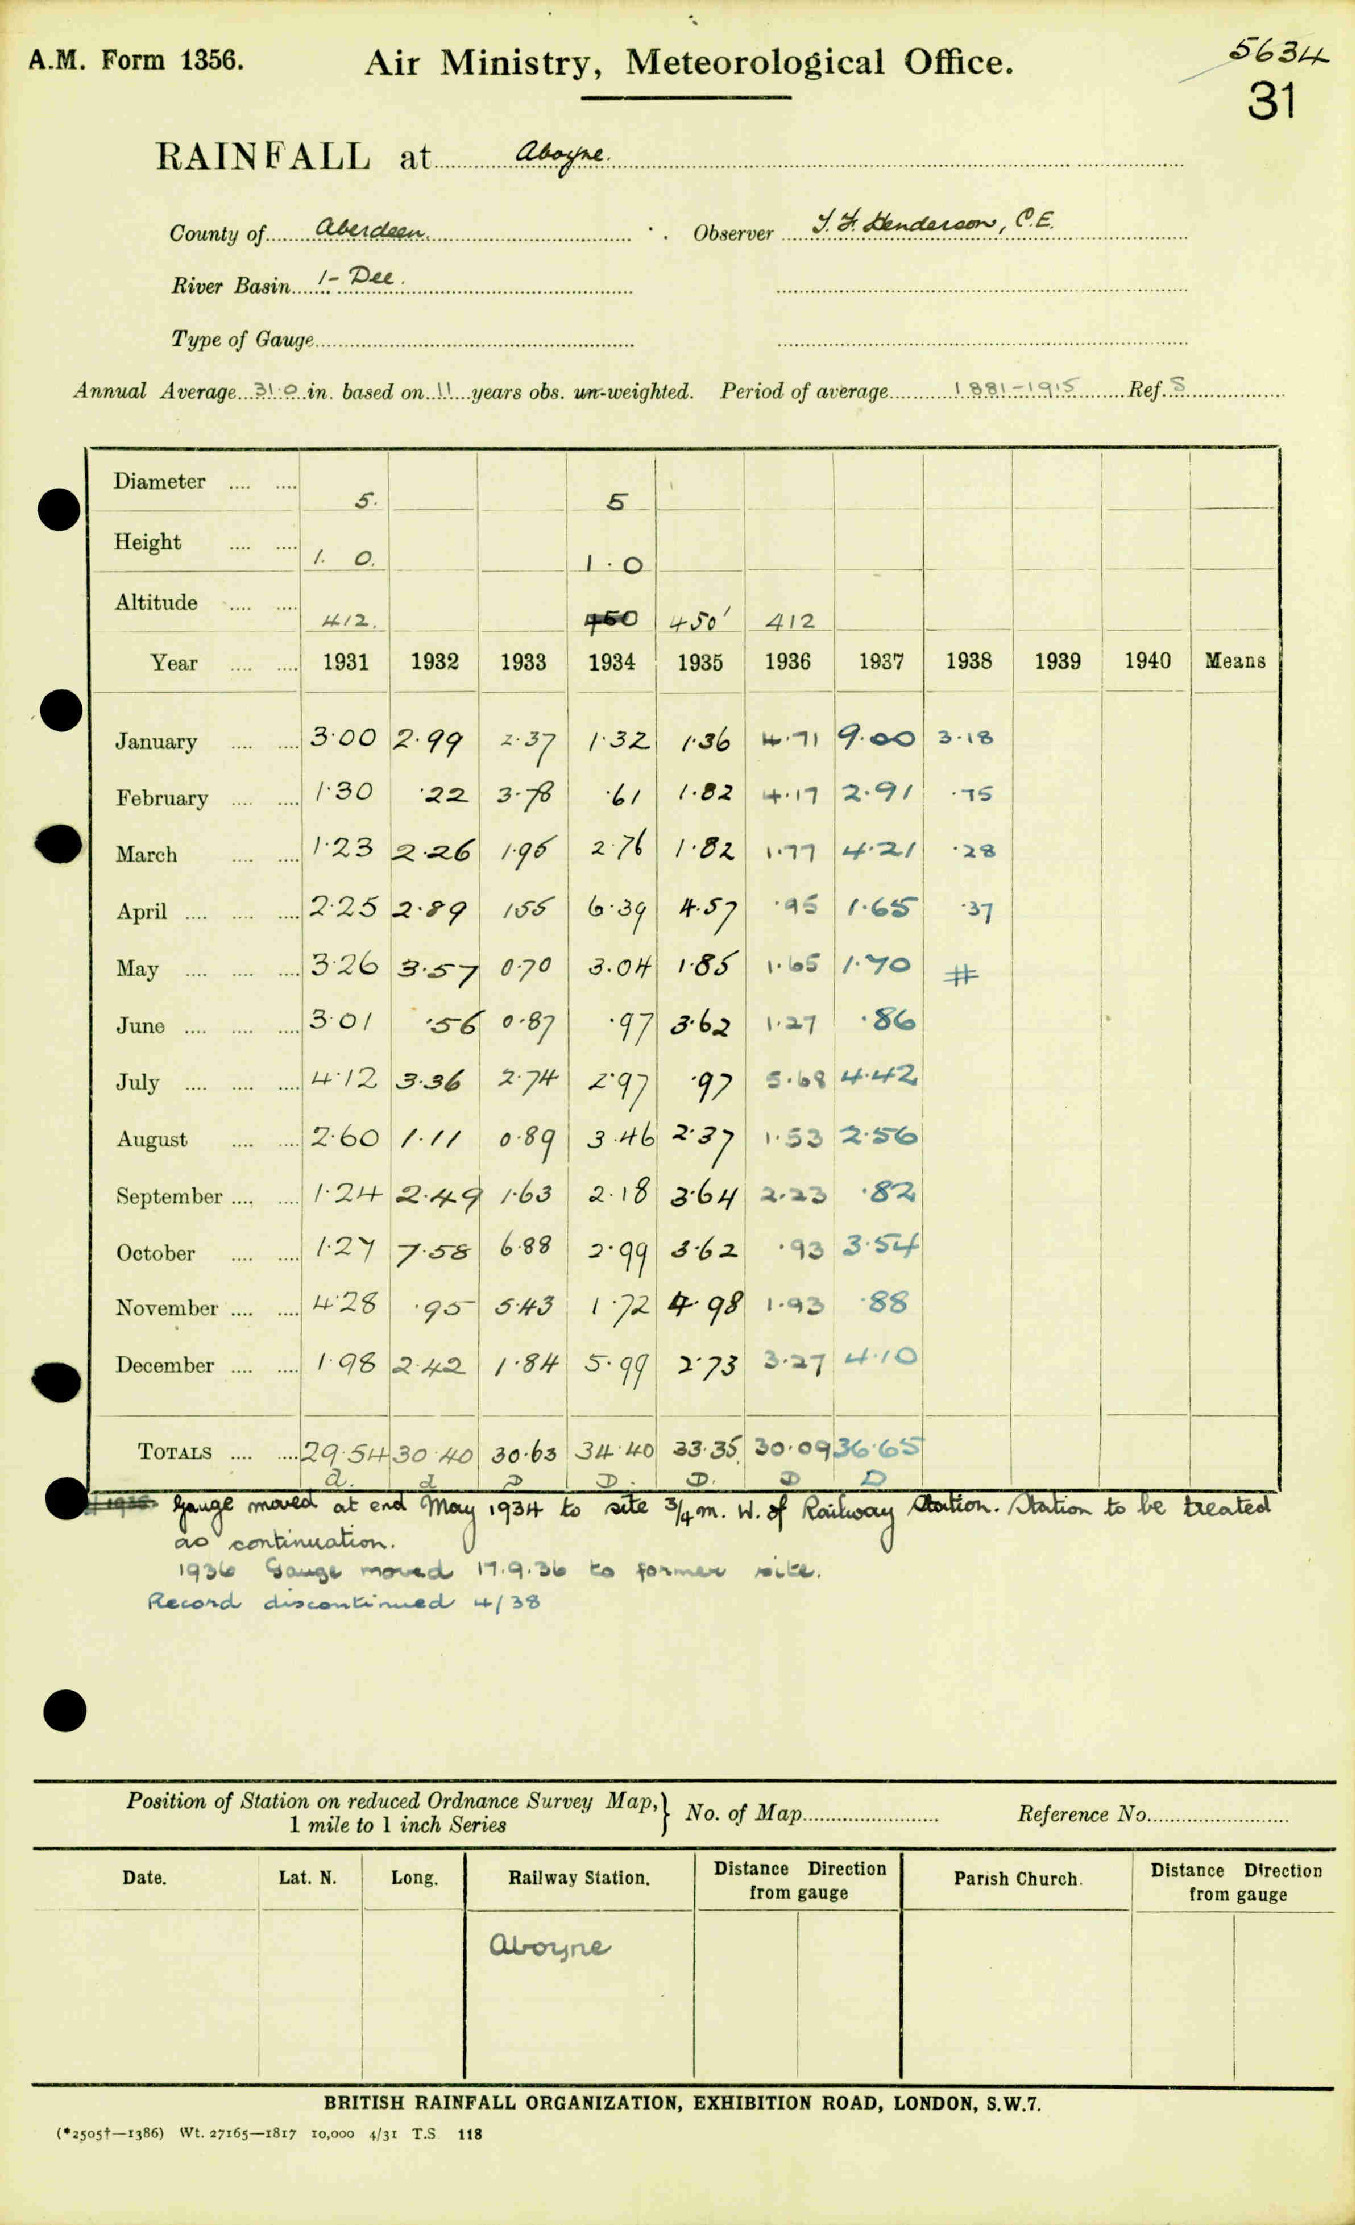 A.M. Form 1356.
Air Ministry, Meteorological Office.
5634
31
RAINFALL at Aboyne.
County of Aberdeen. Observer T. F. Henderson, C.E.
River Basin 1- Dee.
Type of Gauge
Annual Average 31.0 in. based on 11 years obs. un-weighted. Period of average 1881-1915 Ref. S
Diameter 5. 5
Height 1. 0. 1.0
Altitude 412. 450 450' 412
Year 1931 1932 1933 1934 1935 1936 1937 1938 1939 1940 Means
January 3.00 2.99 2.37 1.32 1.36 4.71 9.00 3.18
February 1.30 .22 3.78 .61 1.82 4.17 2.91 .75
March 1.23 2.26 1.95 2.76 1.82 1.77 4.21 .28
April 2.25 2.89 1.55 6.39 4.57 .95 1.65 .37
May 3.26 3.57 0.70 3.04 1.85 1.65 1.70 #
June 3.01 .56 0.87 .97 3.62 1.27 .86
July 4.12 3.36 2.74 2.97 .97 5.68 4.42
August 2.60 1.11 0.89 3.46 2.37 1.53 2.56
September 1.24 2.49 1.63 2.18 3.64 2.23 .82
October 1.27 7.58 6.88 2.99 3.62 .93 3.54
November 4.28 .95 5.43 1.72 4.98 1.93 .88
December 1.98 2.42 1.84 5.99 2.73 3.27 4.10
TOTALS 29.54 30.40 30.63 34.40 33.35 30.09 36.65
d. d D D. D. D D
Gauge moved at end May 1934 to site 3/4 m. W. of Railway Station. Station to be treated
as continuation.
1936 Gauge moved 17.9.36 to former site.
Record discontinued 4/38
Position of Station on reduced Ordnance Survey Map,} No. of Map Reference No.
1 mile to 1 inch Series
Date. Lat. N. Long. Railway Station. Distance Direction from gauge Parish Church. Distance Direction from gauge
Aboyne
BRITISH RAINFALL ORGANIZATION, EXHIBITION ROAD, LONDON, S.W.7.
(*2505†—1386) Wt. 27165—1817 10,000 4/31 T.S 118